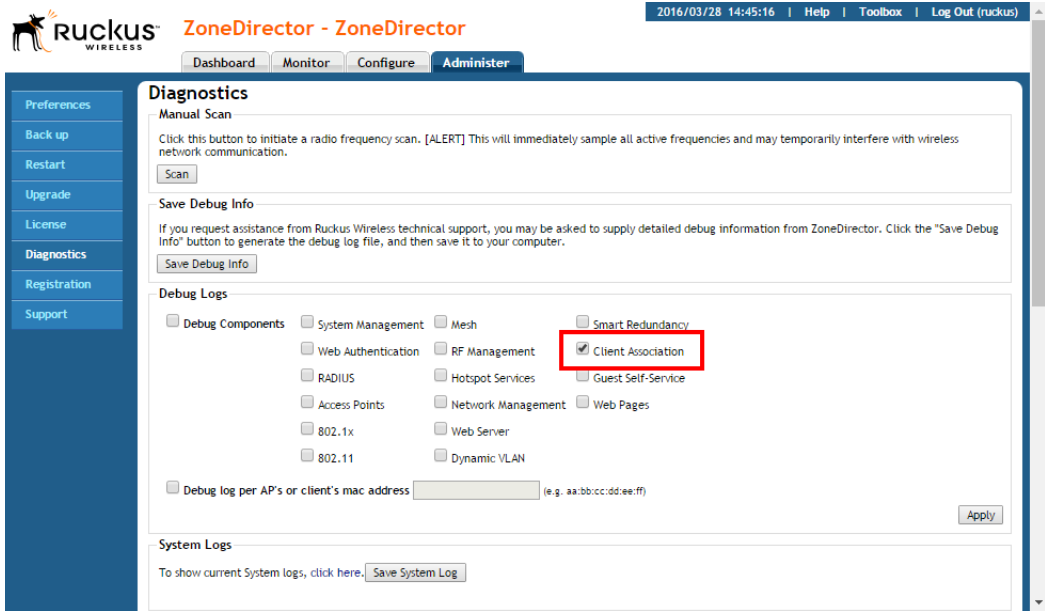 2016/03/28 14:45:16 | Help | Toolbox | Log Out (ruckus)
RUCKUS™
WIRELESS
ZoneDirector - ZoneDirector
Dashboard Monitor Configure Administer
Preferences
Back up
Restart
Upgrade
License
Diagnostics
Registration
Support
Diagnostics
Manual Scan
Click this button to initiate a radio frequency scan. [ALERT] This will immediately sample all active frequencies and may temporarily interfere with wireless
network communication.
Scan
Save Debug Info
If you request assistance from Ruckus Wireless technical support, you may be asked to supply detailed debug information from ZoneDirector. Click the "Save Debug
Info" button to generate the debug log file, and then save it to your computer.
Save Debug Info
Debug Logs
Debug Components System Management Mesh Smart Redundancy
Web Authentication RF Management Client Association
RADIUS Hotspot Services Guest Self-Service
Access Points Network Management Web Pages
802.1x Web Server
802.11 Dynamic VLAN
Debug log per AP's or client's mac address (e.g. aa:bb:cc:dd:ee:ff)
Apply
System Logs
To show current System logs, click here. Save System Log